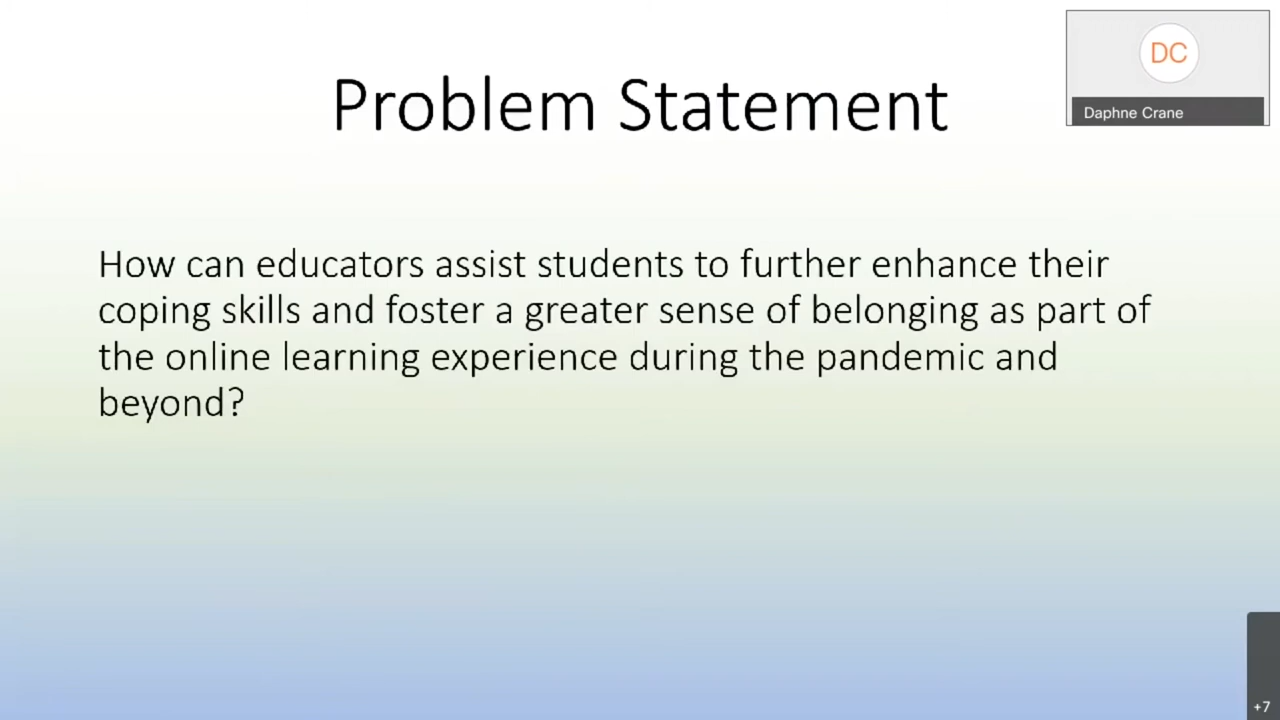 Problem Statement
DC
Daphne Crane
How can educators assist students to further enhance their
coping skills and foster a greater sense of belonging as part of
the online learning experience during the pandemic and
beyond?
+7